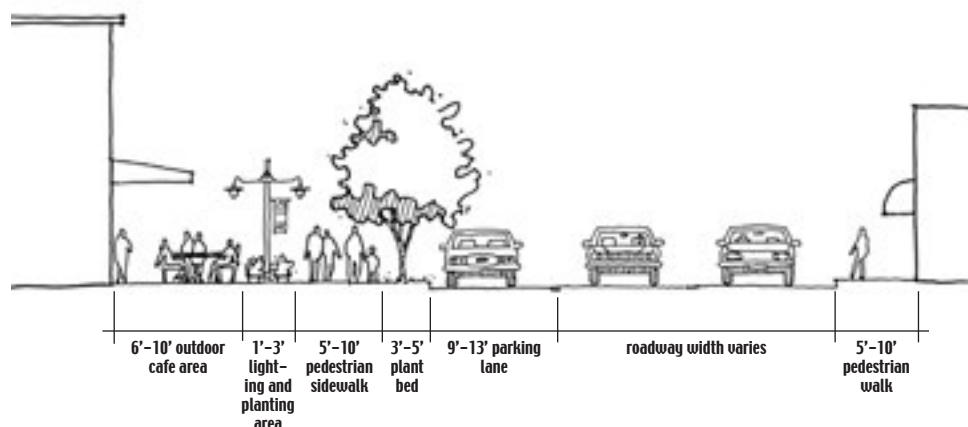 6'–10' outdoor
cafe area
1'–3'
light–
ing and
planting
area
5'–10'
pedestrian
sidewalk
3'–5'
plant
bed
9'–13' parking
lane
roadway width varies
5'–10'
pedestrian
walk